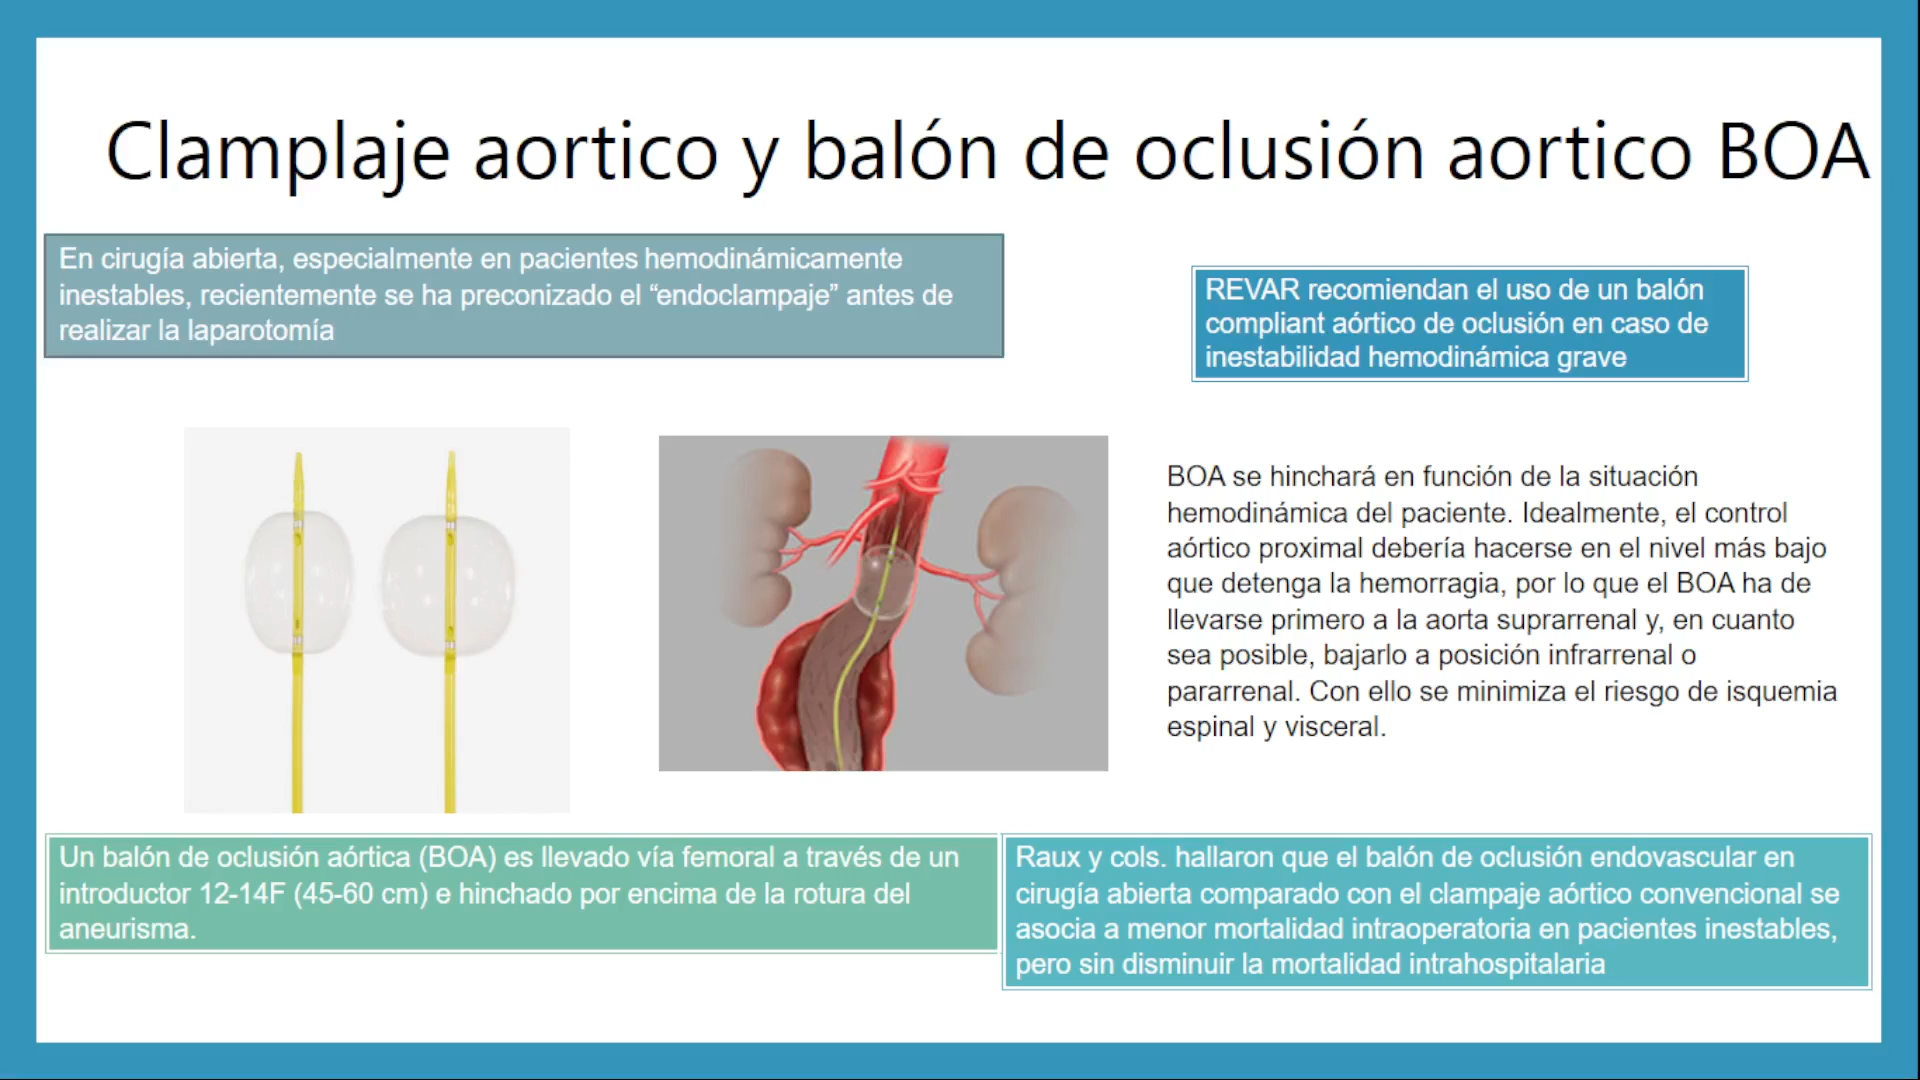 Clamplaje aortico y balón de oclusión aortico BOA
En cirugía abierta, especialmente en pacientes hemodinámicamente
inestables, recientemente se ha preconizado el “endoclampaje” antes de
realizar la laparotomía
REVAR recomiendan el uso de un balón
compliant aórtico de oclusión en caso de
inestabilidad hemodinámica grave
BOA se hinchará en función de la situación
hemodinámica del paciente. Idealmente, el control
aórtico proximal debería hacerse en el nivel más bajo
que detenga la hemorragia, por lo que el BOA ha de
llevarse primero a la aorta suprarrenal y, en cuanto
sea posible, bajarlo a posición infrarrenal o
pararrenal. Con ello se minimiza el riesgo de isquemia
espinal y visceral.
Un balón de oclusión aórtica (BOA) es llevado vía femoral a través de un
introductor 12-14F (45-60 cm) e hinchado por encima de la rotura del
aneurisma.
Raux y cols. hallaron que el balón de oclusión endovascular en
cirugía abierta comparado con el clampaje aórtico convencional se
asocia a menor mortalidad intraoperatoria en pacientes inestables,
pero sin disminuir la mortalidad intrahospitalaria